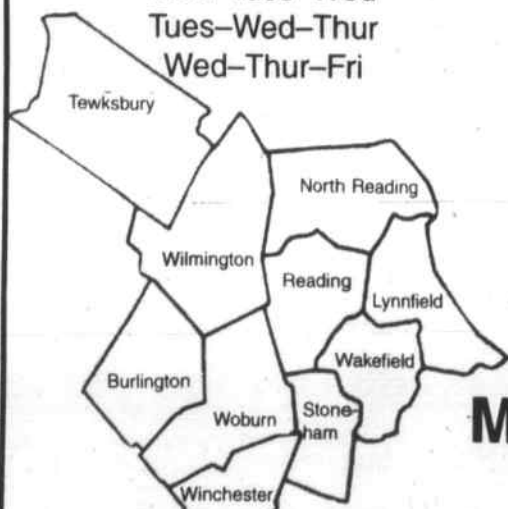 Tues–Wed–Thur
Wed–Thur–Fri
Tewksbury
North Reading
Wilmington
Reading
Lynnfield
Wakefield
Burlington
Stone-
ham
Woburn
Winchester
M